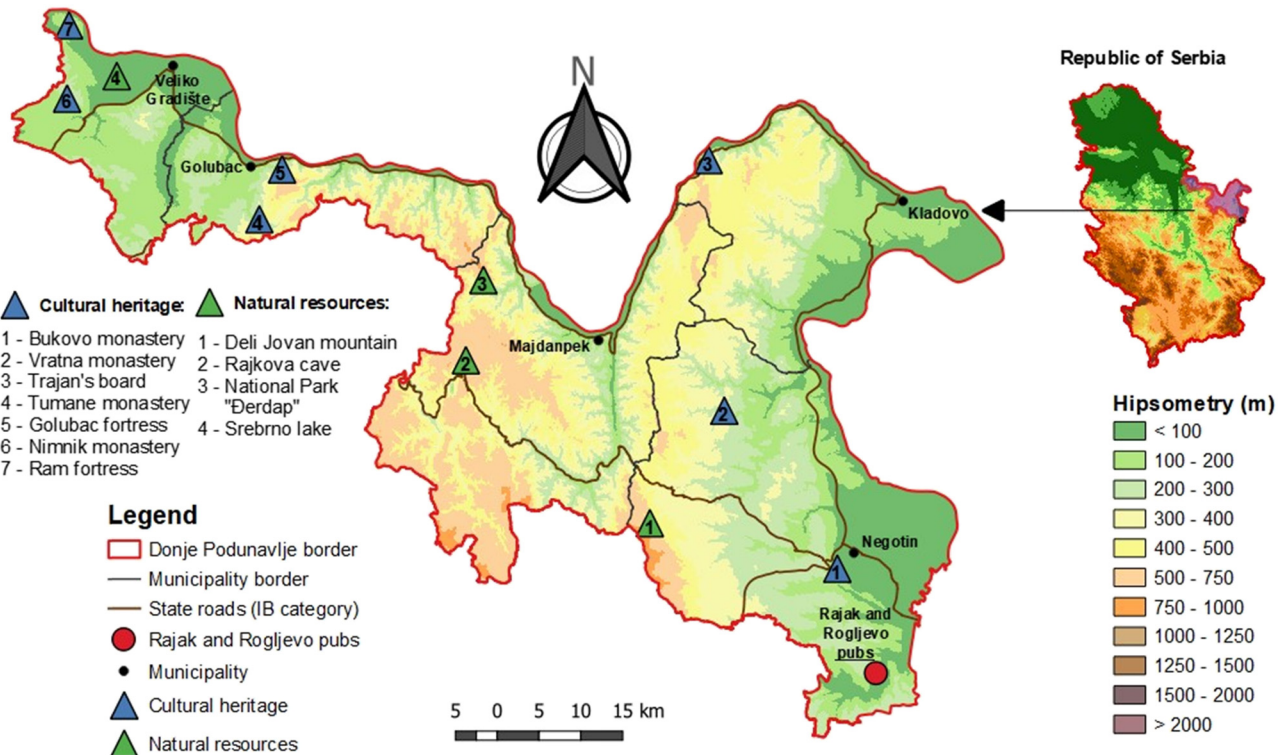 7
4
Veliko
Gradište
6
Golubac
5
4
N
3
Kladovo
Republic of Serbia
3
Majdanpek
2
2
1
Negotin
1
Rajak and
Rogljevo
pubs
Cultural heritage:
1 - Bukovo monastery
2 - Vratna monastery
3 - Trajan's board
4 - Tumane monastery
5 - Golubac fortress
6 - Nimnik monastery
7 - Ram fortress
Natural resources:
1 - Deli Jovan mountain
2 - Rajkova cave
3 - National Park
"Đerdap"
4 - Srebrno lake
Legend
Donje Podunavlje border
Municipality border
State roads (IB category)
Rajak and Rogljevo pubs
Municipality
Cultural heritage
Natural resources
5 0 5 10 15 km
Hipsometry (m)
< 100
100 - 200
200 - 300
300 - 400
400 - 500
500 - 750
750 - 1000
1000 - 1250
1250 - 1500
1500 - 2000
> 2000